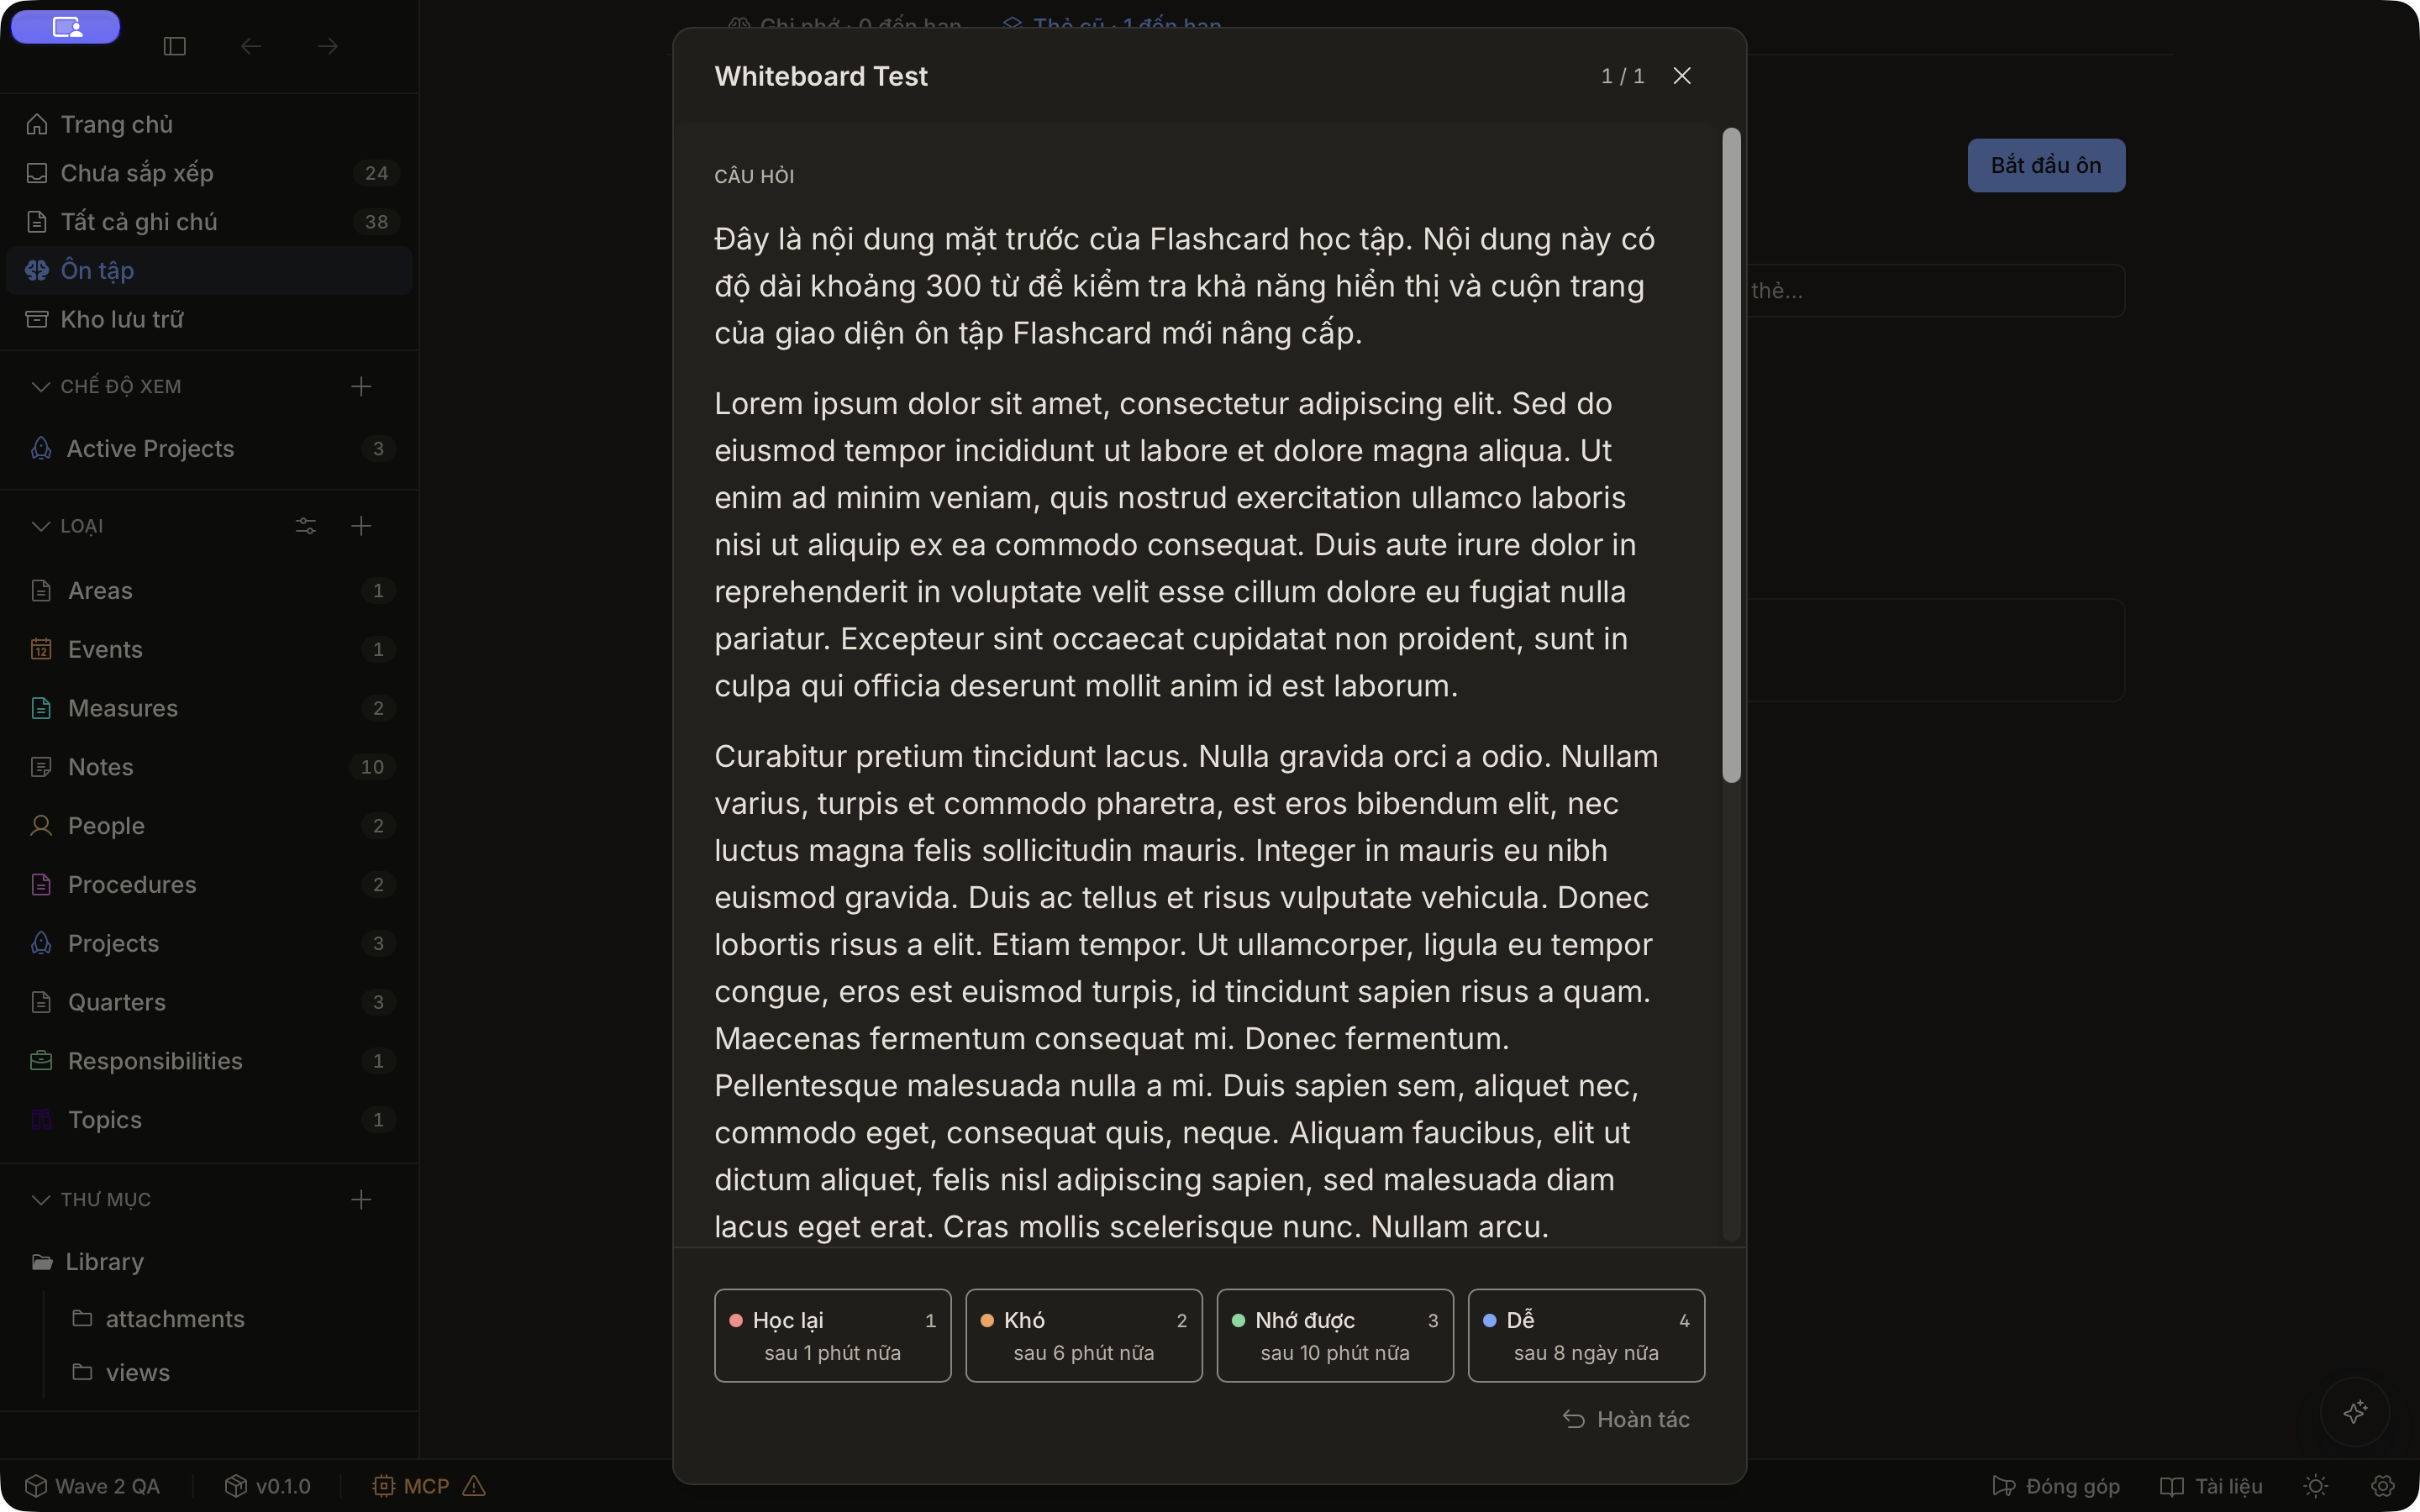 Ghi nhớ · 0 đến hạn
Thẻ cũ · 1 đến hạn
Trang chủ
Chưa sắp xếp 24
Tất cả ghi chú 38
Ôn tập
Kho lưu trữ
CHẾ ĐỘ XEM
Active Projects 3
LOẠI
Areas 1
12
Events 1
Measures 2
Notes 10
People 2
Procedures 2
Projects 3
Quarters 3
Responsibilities 1
Topics 1
THƯ MỤC
Library
attachments
views
Whiteboard Test 1 / 1
CÂU HỎI
Đây là nội dung mặt trước của Flashcard học tập. Nội dung này có
độ dài khoảng 300 từ để kiểm tra khả năng hiển thị và cuộn trang
của giao diện ôn tập Flashcard mới nâng cấp.
Lorem ipsum dolor sit amet, consectetur adipiscing elit. Sed do
eiusmod tempor incididunt ut labore et dolore magna aliqua. Ut
enim ad minim veniam, quis nostrud exercitation ullamco laboris
nisi ut aliquip ex ea commodo consequat. Duis aute irure dolor in
reprehenderit in voluptate velit esse cillum dolore eu fugiat nulla
pariatur. Excepteur sint occaecat cupidatat non proident, sunt in
culpa qui officia deserunt mollit anim id est laborum.
Curabitur pretium tincidunt lacus. Nulla gravida orci a odio. Nullam
varius, turpis et commodo pharetra, est eros bibendum elit, nec
luctus magna felis sollicitudin mauris. Integer in mauris eu nibh
euismod gravida. Duis ac tellus et risus vulputate vehicula. Donec
lobortis risus a elit. Etiam tempor. Ut ullamcorper, ligula eu tempor
congue, eros est euismod turpis, id tincidunt sapien risus a quam.
Maecenas fermentum consequat mi. Donec fermentum.
Pellentesque malesuada nulla a mi. Duis sapien sem, aliquet nec,
commodo eget, consequat quis, neque. Aliquam faucibus, elit ut
dictum aliquet, felis nisl adipiscing sapien, sed malesuada diam
lacus eget erat. Cras mollis scelerisque nunc. Nullam arcu.
Học lại 1
sau 1 phút nữa
Khó 2
sau 6 phút nữa
Nhớ được 3
sau 10 phút nữa
Dễ 4
sau 8 ngày nữa
Hoàn tác
Bắt đầu ôn
thẻ...
Wave 2 QA
v0.1.0
MCP
Đóng góp
Tài liệu